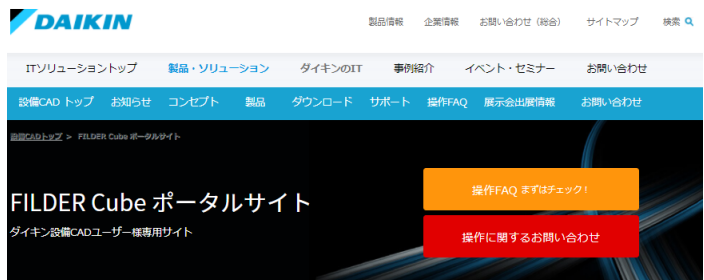 DAIKIN
製品情報 企業情報 お問い合わせ（総合） サイトマップ 検索
ITソリューショントップ 製品・ソリューション ダイキンのIT 事例紹介 イベント・セミナー お問い合わせ
設備CAD トップ お知らせ コンセプト 製品 ダウンロード サポート 操作FAQ 展示会出展情報 お問い合わせ
設備CADトップ > FILDER Cube ポータルサイト
操作FAQ まずはチェック！
FILDER Cube ポータルサイト
ダイキン設備CADユーザー様専用サイト
操作に関するお問い合わせ